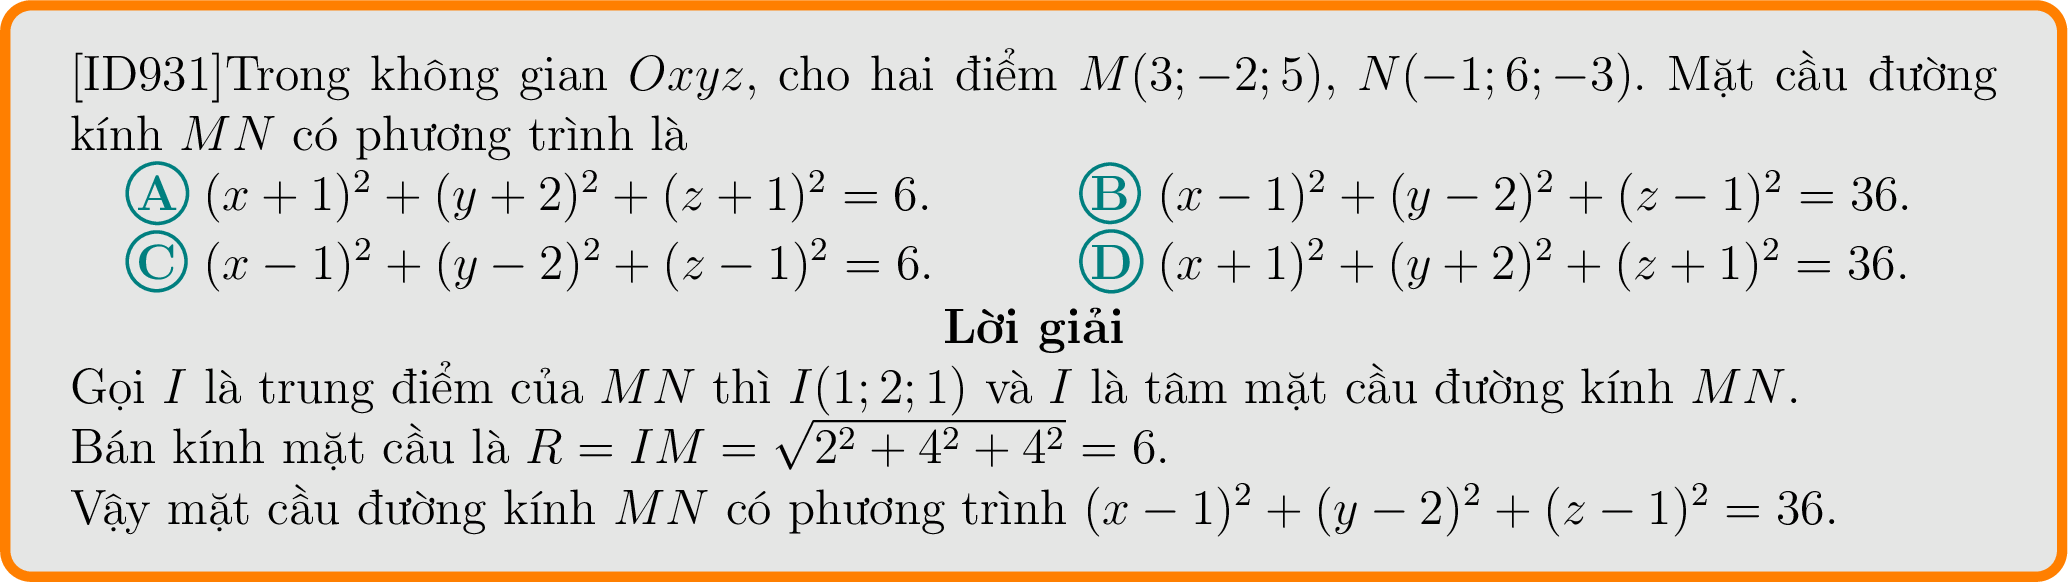 [ID931]Trong không gian $Oxyz$, cho hai điểm $M(3; -2; 5)$, $N(-1; 6; -3)$. Mặt cầu đường
kính $MN$ có phương trình là
A $(x + 1)^2 + (y + 2)^2 + (z + 1)^2 = 6$. B $(x - 1)^2 + (y - 2)^2 + (z - 1)^2 = 36$.
C $(x - 1)^2 + (y - 2)^2 + (z - 1)^2 = 6$. D $(x + 1)^2 + (y + 2)^2 + (z + 1)^2 = 36$.
Lời giải
Gọi $I$ là trung điểm của $MN$ thì $I(1; 2; 1)$ và $I$ là tâm mặt cầu đường kính $MN$.
Bán kính mặt cầu là $R = IM = \sqrt{2^2 + 4^2 + 4^2} = 6$.
Vậy mặt cầu đường kính $MN$ có phương trình $(x - 1)^2 + (y - 2)^2 + (z - 1)^2 = 36$.